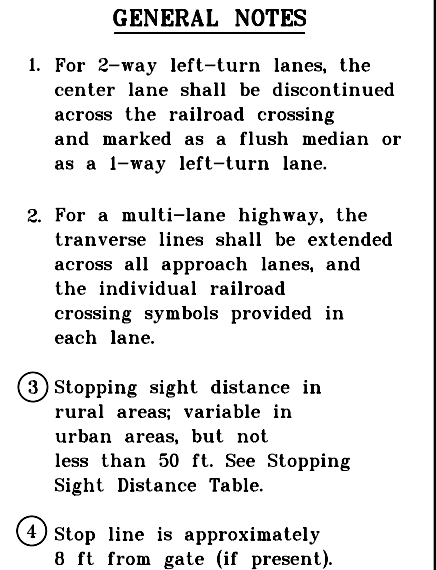 GENERAL NOTES
1. For 2-way left-turn lanes, the
center lane shall be discontinued
across the railroad crossing
and marked as a flush median or
as a 1-way left-turn lane.
2. For a multi-lane highway, the
tranverse lines shall be extended
across all approach lanes, and
the individual railroad
crossing symbols provided in
each lane.
3 Stopping sight distance in
rural areas; variable in
urban areas, but not
less than 50 ft. See Stopping
Sight Distance Table.
4 Stop line is approximately
8 ft from gate (if present).